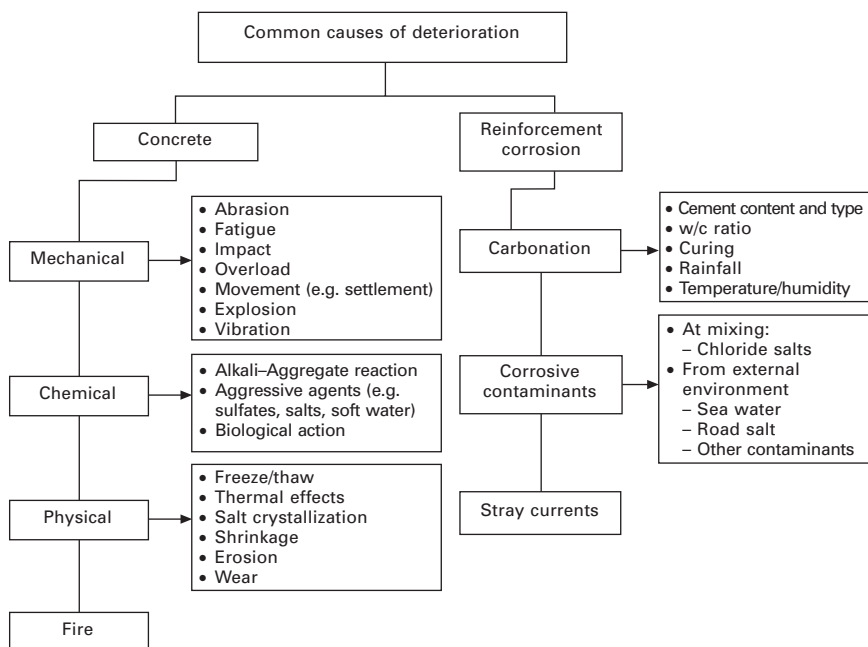 Common causes of deterioration
Concrete
Mechanical
• Abrasion
• Fatigue
• Impact
• Overload
• Movement (e.g. settlement)
• Explosion
• Vibration
Chemical
• Alkali–Aggregate reaction
• Aggressive agents (e.g.
sulfates, salts, soft water)
• Biological action
Physical
• Freeze/thaw
• Thermal effects
• Salt crystallization
• Shrinkage
• Erosion
• Wear
Fire
Reinforcement
corrosion
Carbonation
• Cement content and type
• w/c ratio
• Curing
• Rainfall
• Temperature/humidity
Corrosive
contaminants
• At mixing:
– Chloride salts
• From external
environment
– Sea water
– Road salt
– Other contaminants
Stray currents